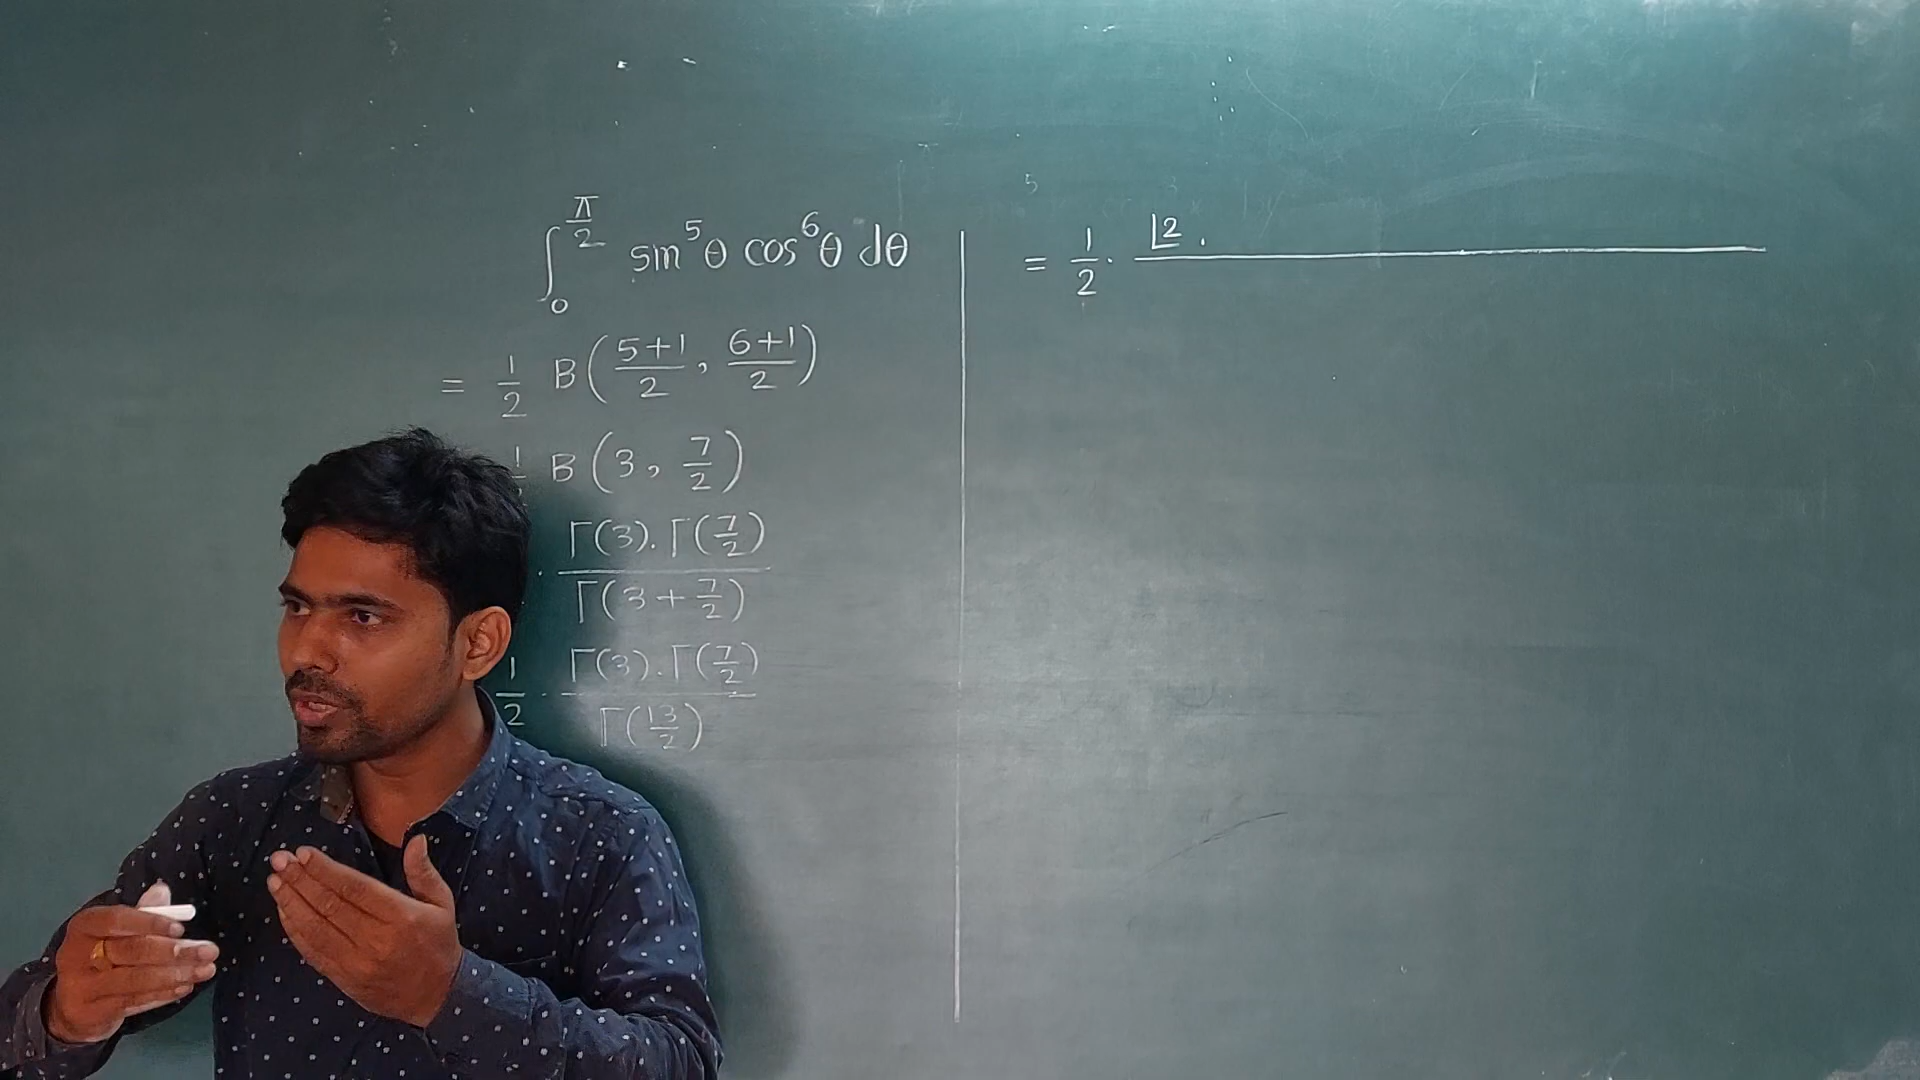 ∫₀^(π/2) sin⁵θ cos⁶θ dθ
= 1/2 B((5+1)/2, (6+1)/2)
1/ B(3, 7/2)
· Γ(3).Γ(7/2) / Γ(3 + 7/2)
1/2 · Γ(3).Γ(7/2) / Γ(13/2)
= 1/2 · ⌊2 .